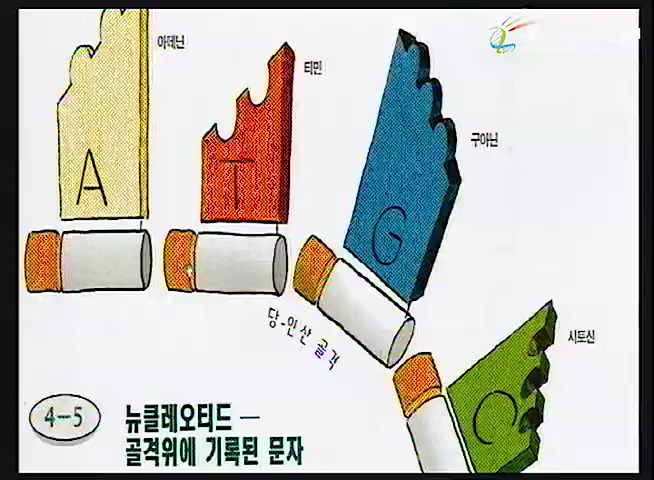 아데닌
티민
구아닌
시토신
A
T
G
C
당-인산 골격
4-5
뉴클레오티드 —
골격위에 기록된 문자